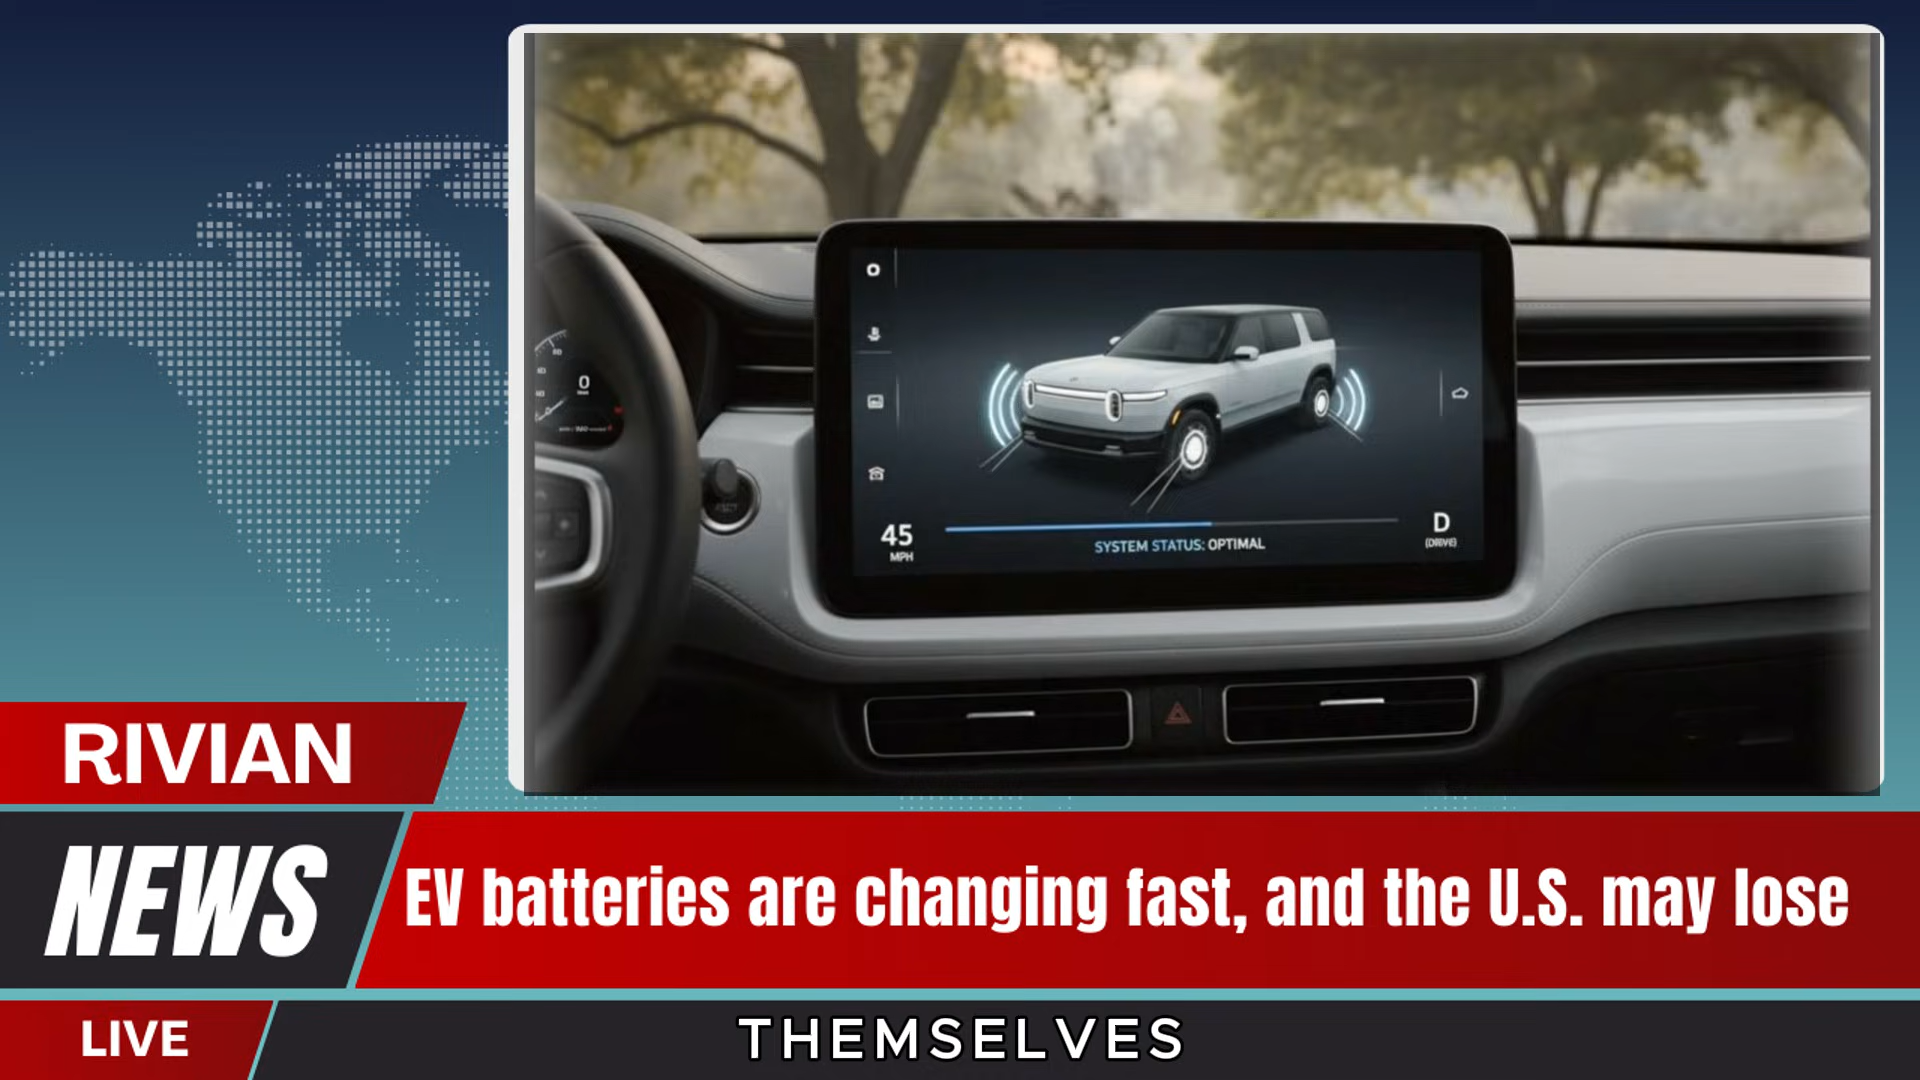 0
45
MPH
SYSTEM STATUS: OPTIMAL
D
(DRIVE)
RIVIAN
NEWS
EV batteries are changing fast, and the U.S. may lose
LIVE
THEMSELVES